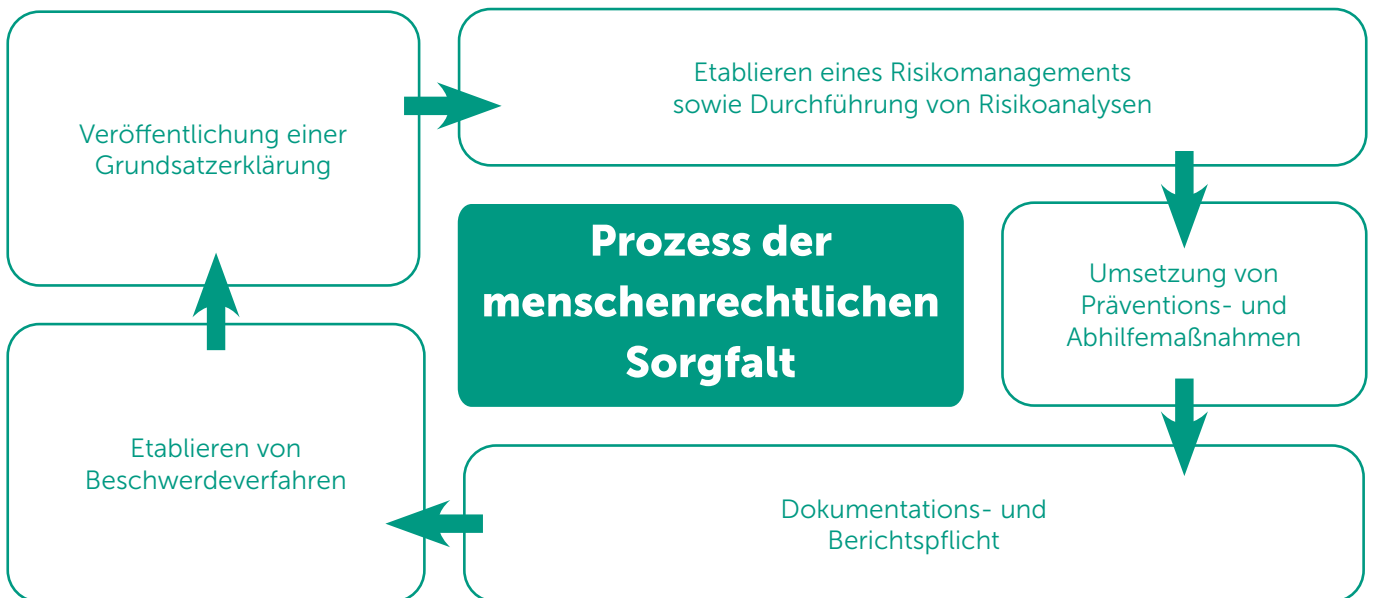 Veröffentlichung einer
Grundsatzerklärung
Etablieren eines Risikomanagements
sowie Durchführung von Risikoanalysen
Prozess der
menschenrechtlichen
Sorgfalt
Umsetzung von
Präventions- und
Abhilfemaßnahmen
Etablieren von
Beschwerdeverfahren
Dokumentations- und
Berichtspflicht